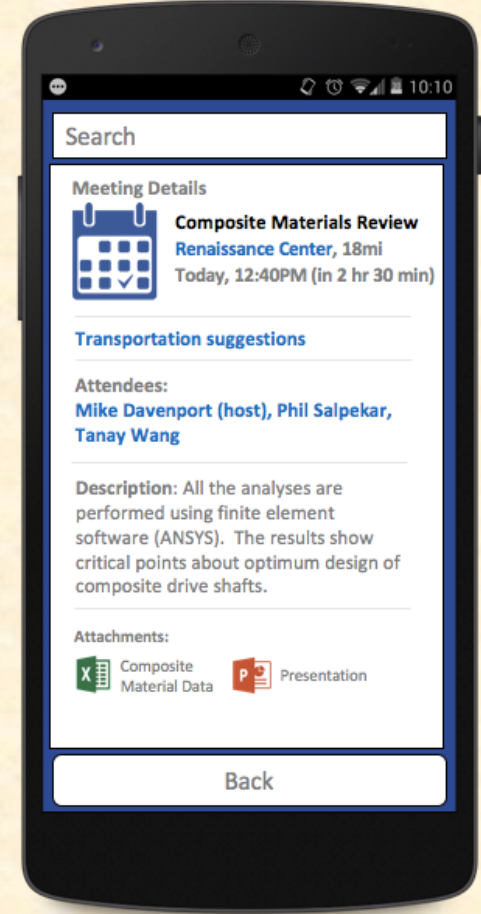 10:10
Search
Meeting Details
Composite Materials Review
Renaissance Center, 18mi
Today, 12:40PM (in 2 hr 30 min)
Transportation suggestions
Attendees:
Mike Davenport (host), Phil Salpekar,
Tanay Wang
Description: All the analyses are
performed using finite element
software (ANSYS).  The results show
critical points about optimum design of
composite drive shafts.
Attachments:
Composite
Material Data
Presentation
Back